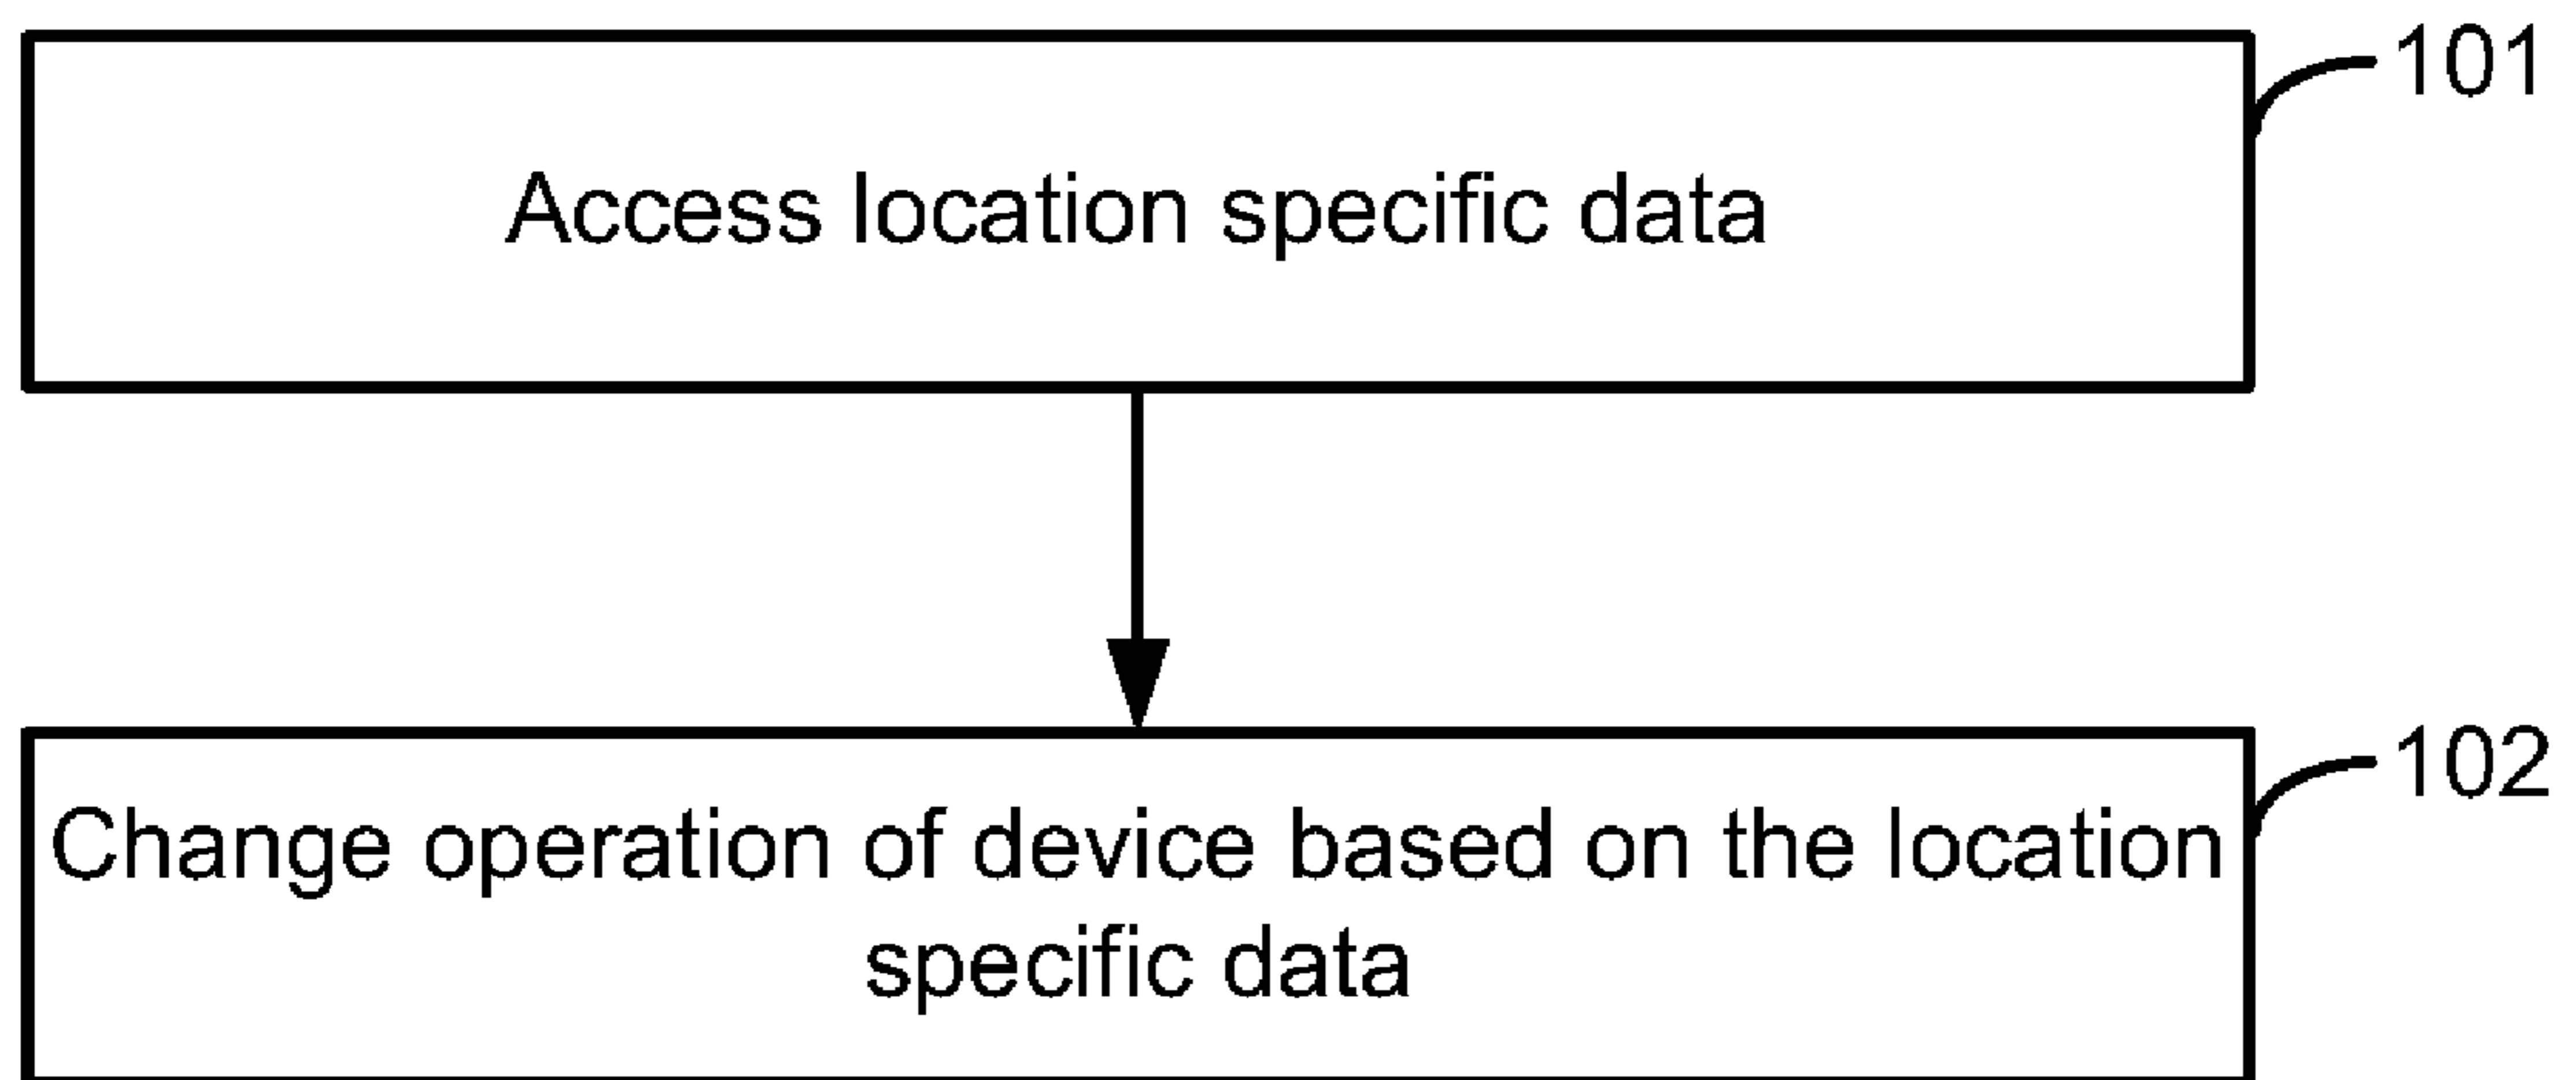 101
Access location specific data
102
Change operation of device based on the location
specific data